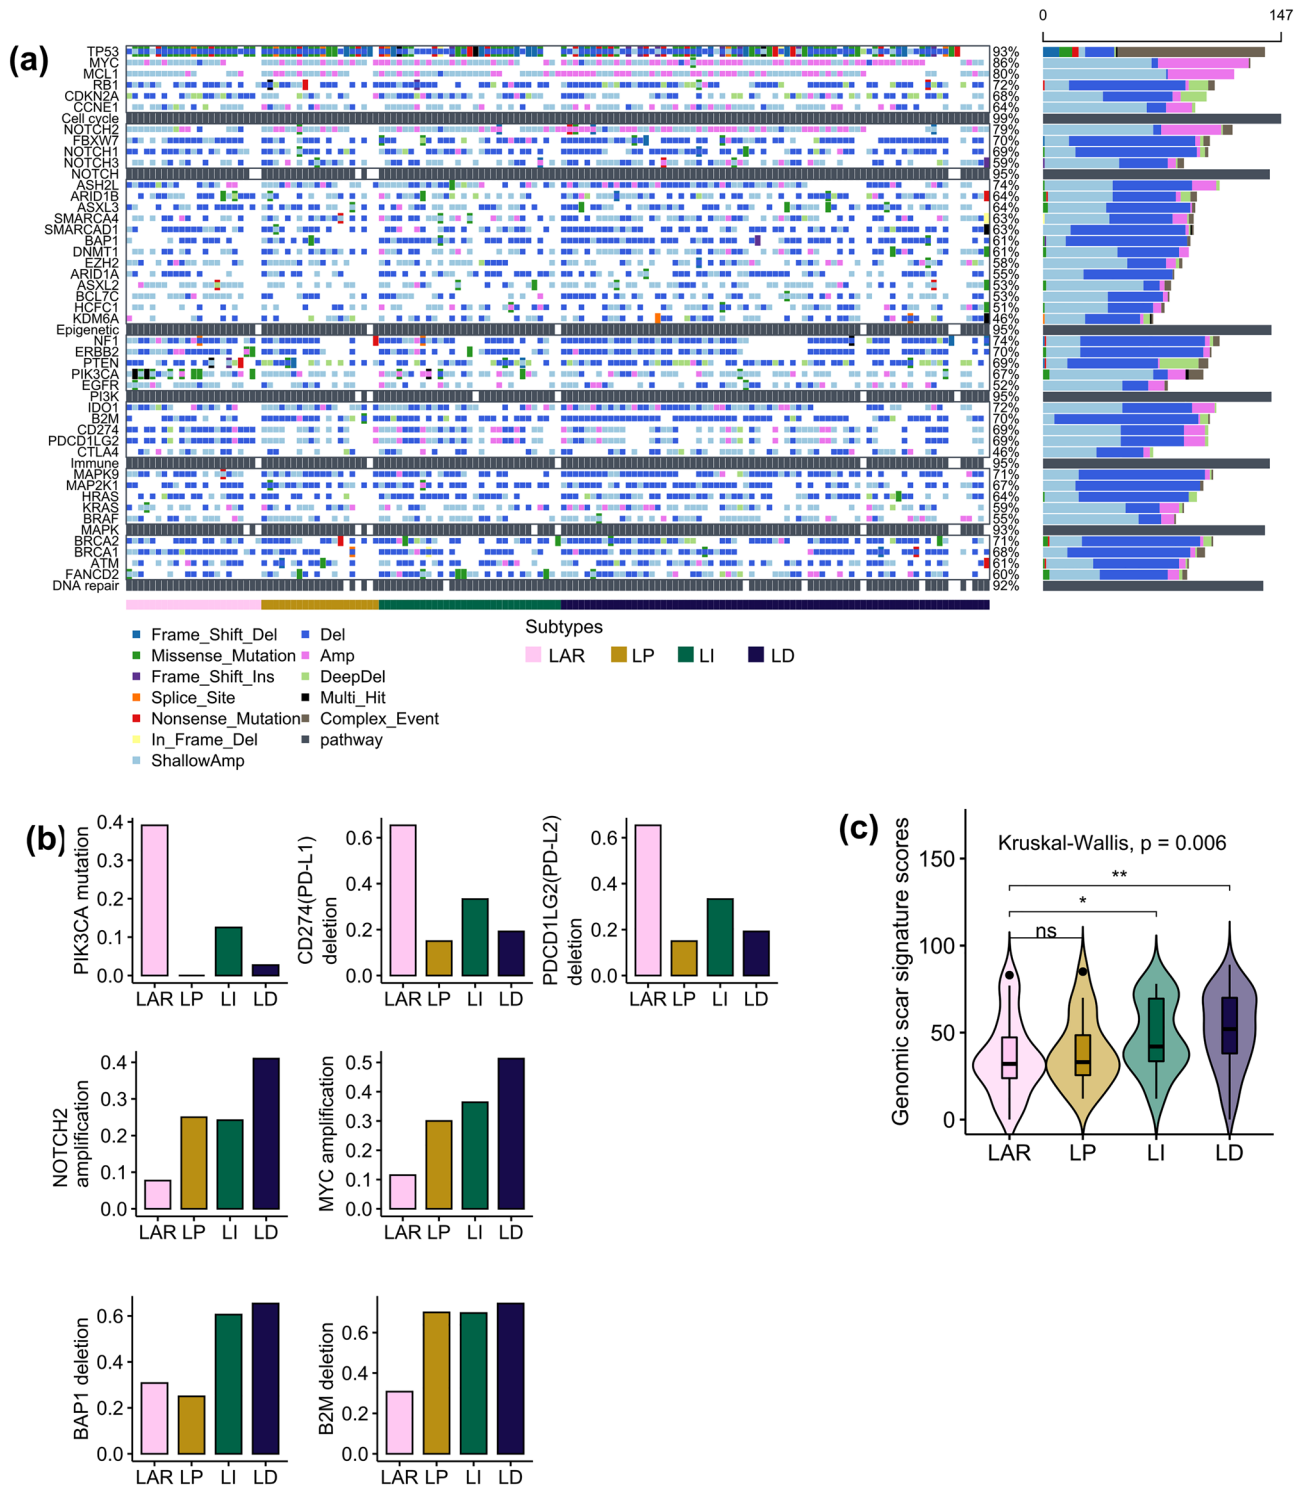 (a)
0 147
TP53 93%
MYC 86%
MCL1 80%
RB1 72%
CDKN2A 68%
CCNE1 64%
Cell cycle 99%
NOTCH2 79%
FBXW7 70%
NOTCH1 69%
NOTCH3 59%
NOTCH 95%
ASH2L 74%
ARID1B 64%
ASXL3 64%
SMARCA4 63%
SMARCAD1 63%
BAP1 61%
DNMT1 61%
EZH2 58%
ARID1A 55%
ASXL2 53%
BCL7C 53%
HCFC1 51%
KDM6A 46%
Epigenetic 95%
NF1 74%
ERBB2 70%
PTEN 69%
PIK3CA 67%
EGFR 52%
PI3K 95%
IDO1 72%
B2M 70%
CD274 69%
PDCD1LG2 69%
CTLA4 46%
Immune 95%
MAPK9 71%
MAP2K1 67%
HRAS 64%
KRAS 59%
BRAF 55%
MAPK 93%
BRCA2 71%
BRCA1 68%
ATM 61%
FANCD2 60%
DNA repair 92%
Frame_Shift_Del Del
Missense_Mutation Amp
Frame_Shift_Ins DeepDel
Splice_Site Multi_Hit
Nonsense_Mutation Complex_Event
In_Frame_Del pathway
ShallowAmp
Subtypes
LAR LP LI LD
(b)
PIK3CA mutation
0.4
0.3
0.2
0.1
0.0
LAR LP LI LD
CD274(PD-L1)
deletion
0.6
0.4
0.2
0.0
LAR LP LI LD
PDCD1LG2(PD-L2)
deletion
0.6
0.4
0.2
0.0
LAR LP LI LD
NOTCH2
amplification
0.4
0.3
0.2
0.1
0.0
LAR LP LI LD
MYC amplification
0.5
0.4
0.3
0.2
0.1
0.0
LAR LP LI LD
BAP1 deletion
0.6
0.4
0.2
0.0
LAR LP LI LD
B2M deletion
0.6
0.4
0.2
0.0
LAR LP LI LD
(c)
Genomic scar signature scores
150
100
50
0
Kruskal-Wallis, p = 0.006
**
*
ns
LAR LP LI LD